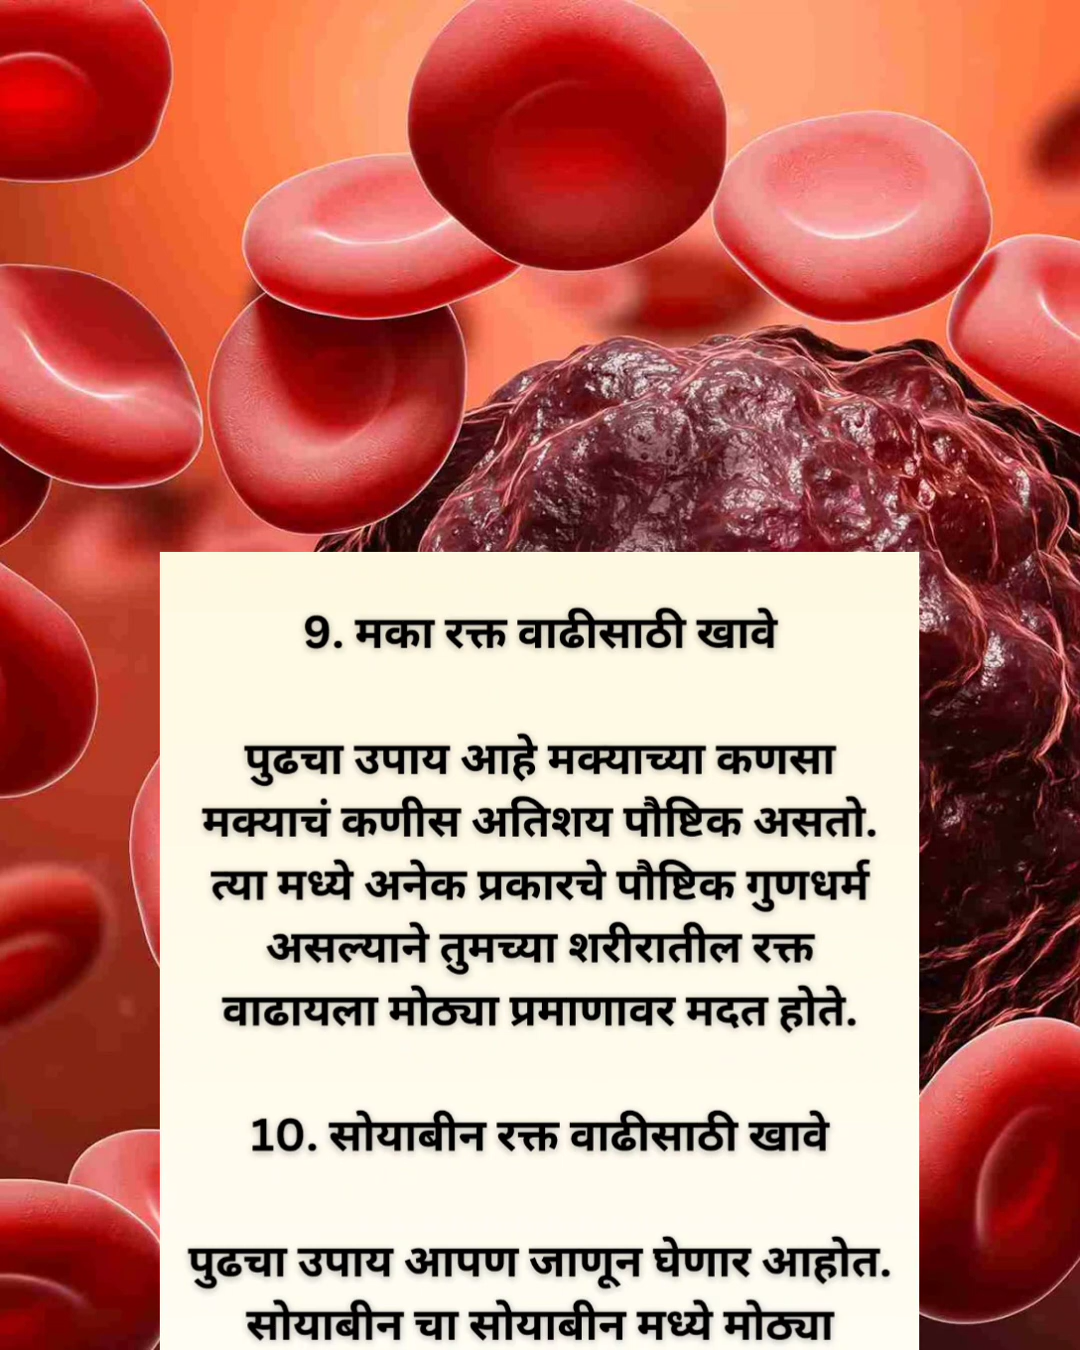 9. मका रक्त वाढीसाठी खावे
पुढचा उपाय आहे मक्याच्या कणसा
मक्याचं कणीस अतिशय पौष्टिक असतो.
त्या मध्ये अनेक प्रकारचे पौष्टिक गुणधर्म
असल्याने तुमच्या शरीरातील रक्त
वाढायला मोठ्या प्रमाणावर मदत होते.
10. सोयाबीन रक्त वाढीसाठी खावे
पुढचा उपाय आपण जाणून घेणार आहोत.
सोयाबीन चा सोयाबीन मध्ये मोठ्या